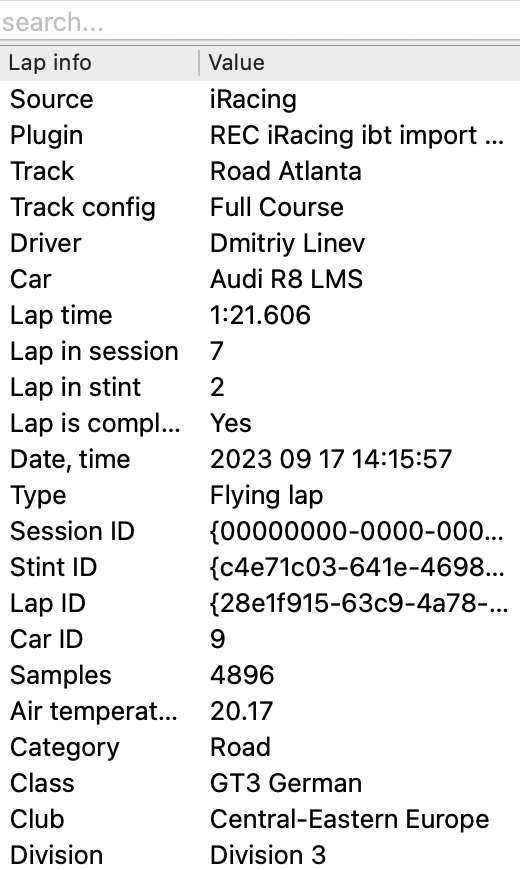 search...
Lap info Value
Source iRacing
Plugin REC iRacing ibt import ...
Track Road Atlanta
Track config Full Course
Driver Dmitriy Linev
Car Audi R8 LMS
Lap time 1:21.606
Lap in session 7
Lap in stint 2
Lap is compl... Yes
Date, time 2023 09 17 14:15:57
Type Flying lap
Session ID {00000000-0000-000...
Stint ID {c4e71c03-641e-4698...
Lap ID {28e1f915-63c9-4a78-...
Car ID 9
Samples 4896
Air temperat... 20.17
Category Road
Class GT3 German
Club Central-Eastern Europe
Division Division 3